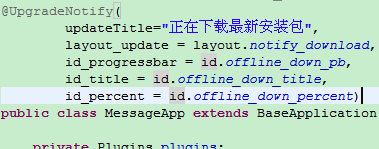 @UpgradeNotify(
updateTitle="正在下载最新安装包",
layout_update = layout.notify_download,
id_progressbar = id.offline_down_pb,
id_title = id.offline_down_title,
id_percent = id.offline_down_percent)
public class MessageApp extends BaseApplication
private Plugins plugins;